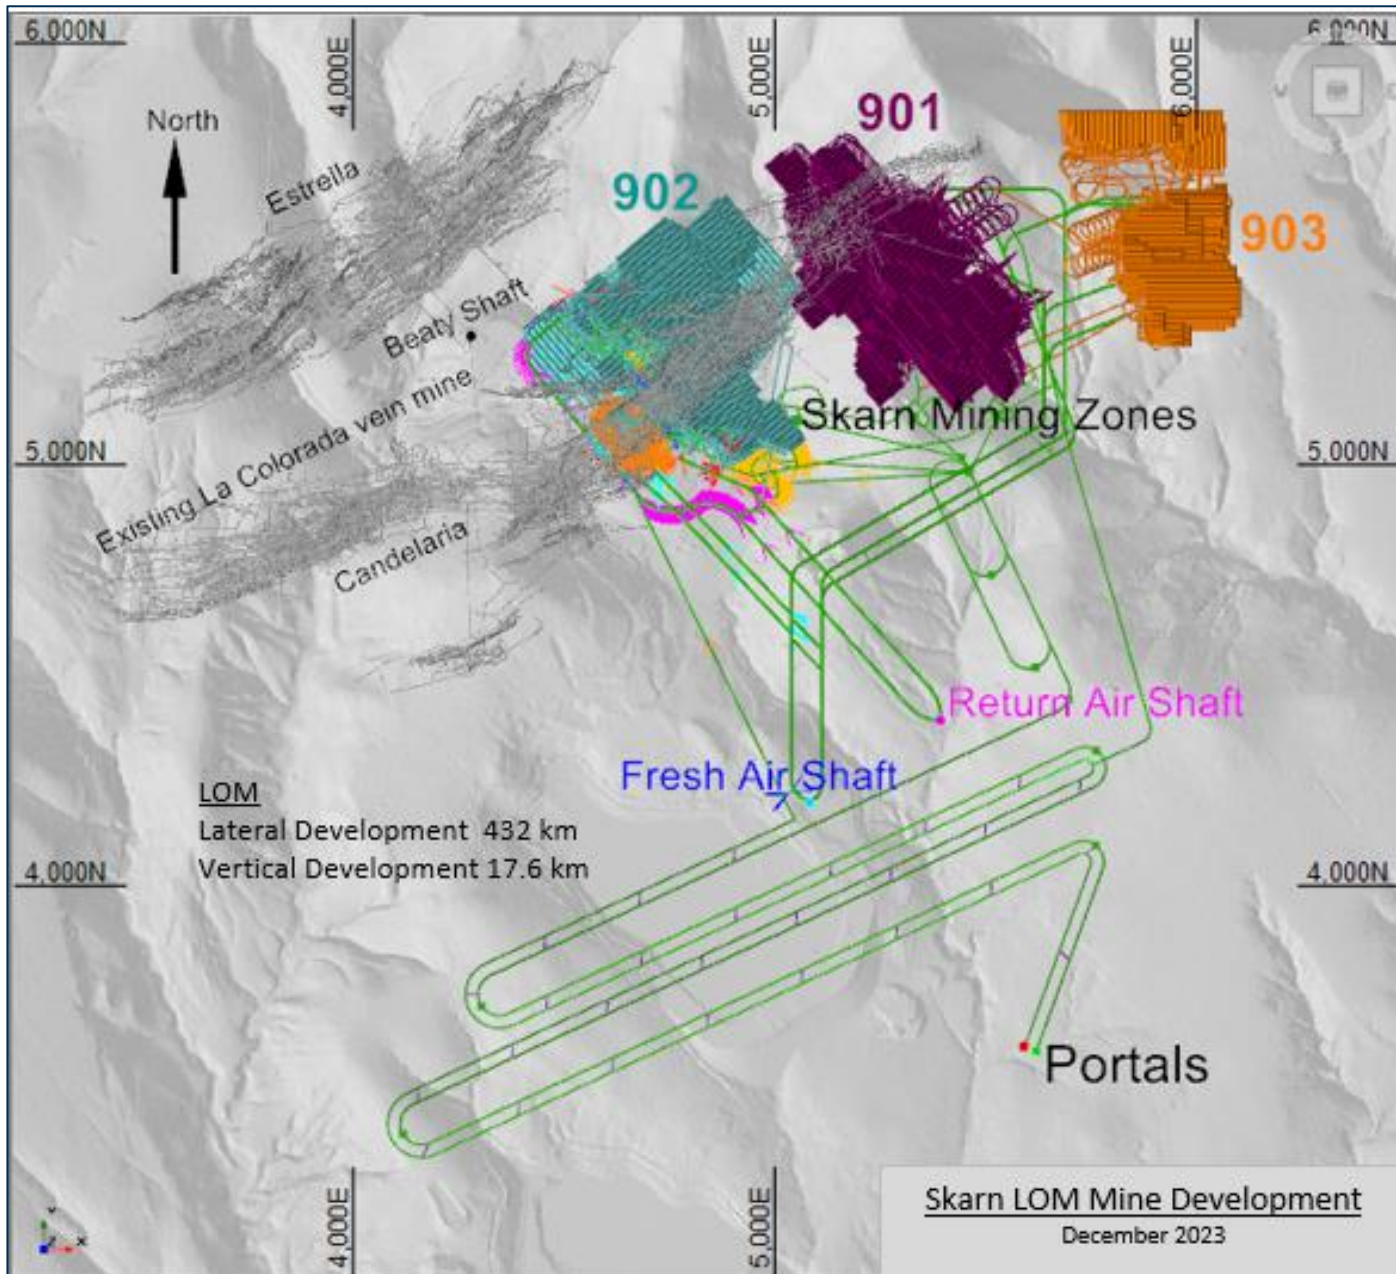 6,000N
6,000N
4,000E
5,000E
6,000E
North
901
Estrella
902
903
Beaty Shaft
Existing La Colorada vein mine
Skarn Mining Zones
5,000N
5,000N
Candelaria
Return Air Shaft
Fresh Air Shaft
LOM
Lateral Development 432 km
Vertical Development 17.6 km
4,000N
4,000N
Portals
4,000E
5,000E
Skarn LOM Mine Development
December 2023